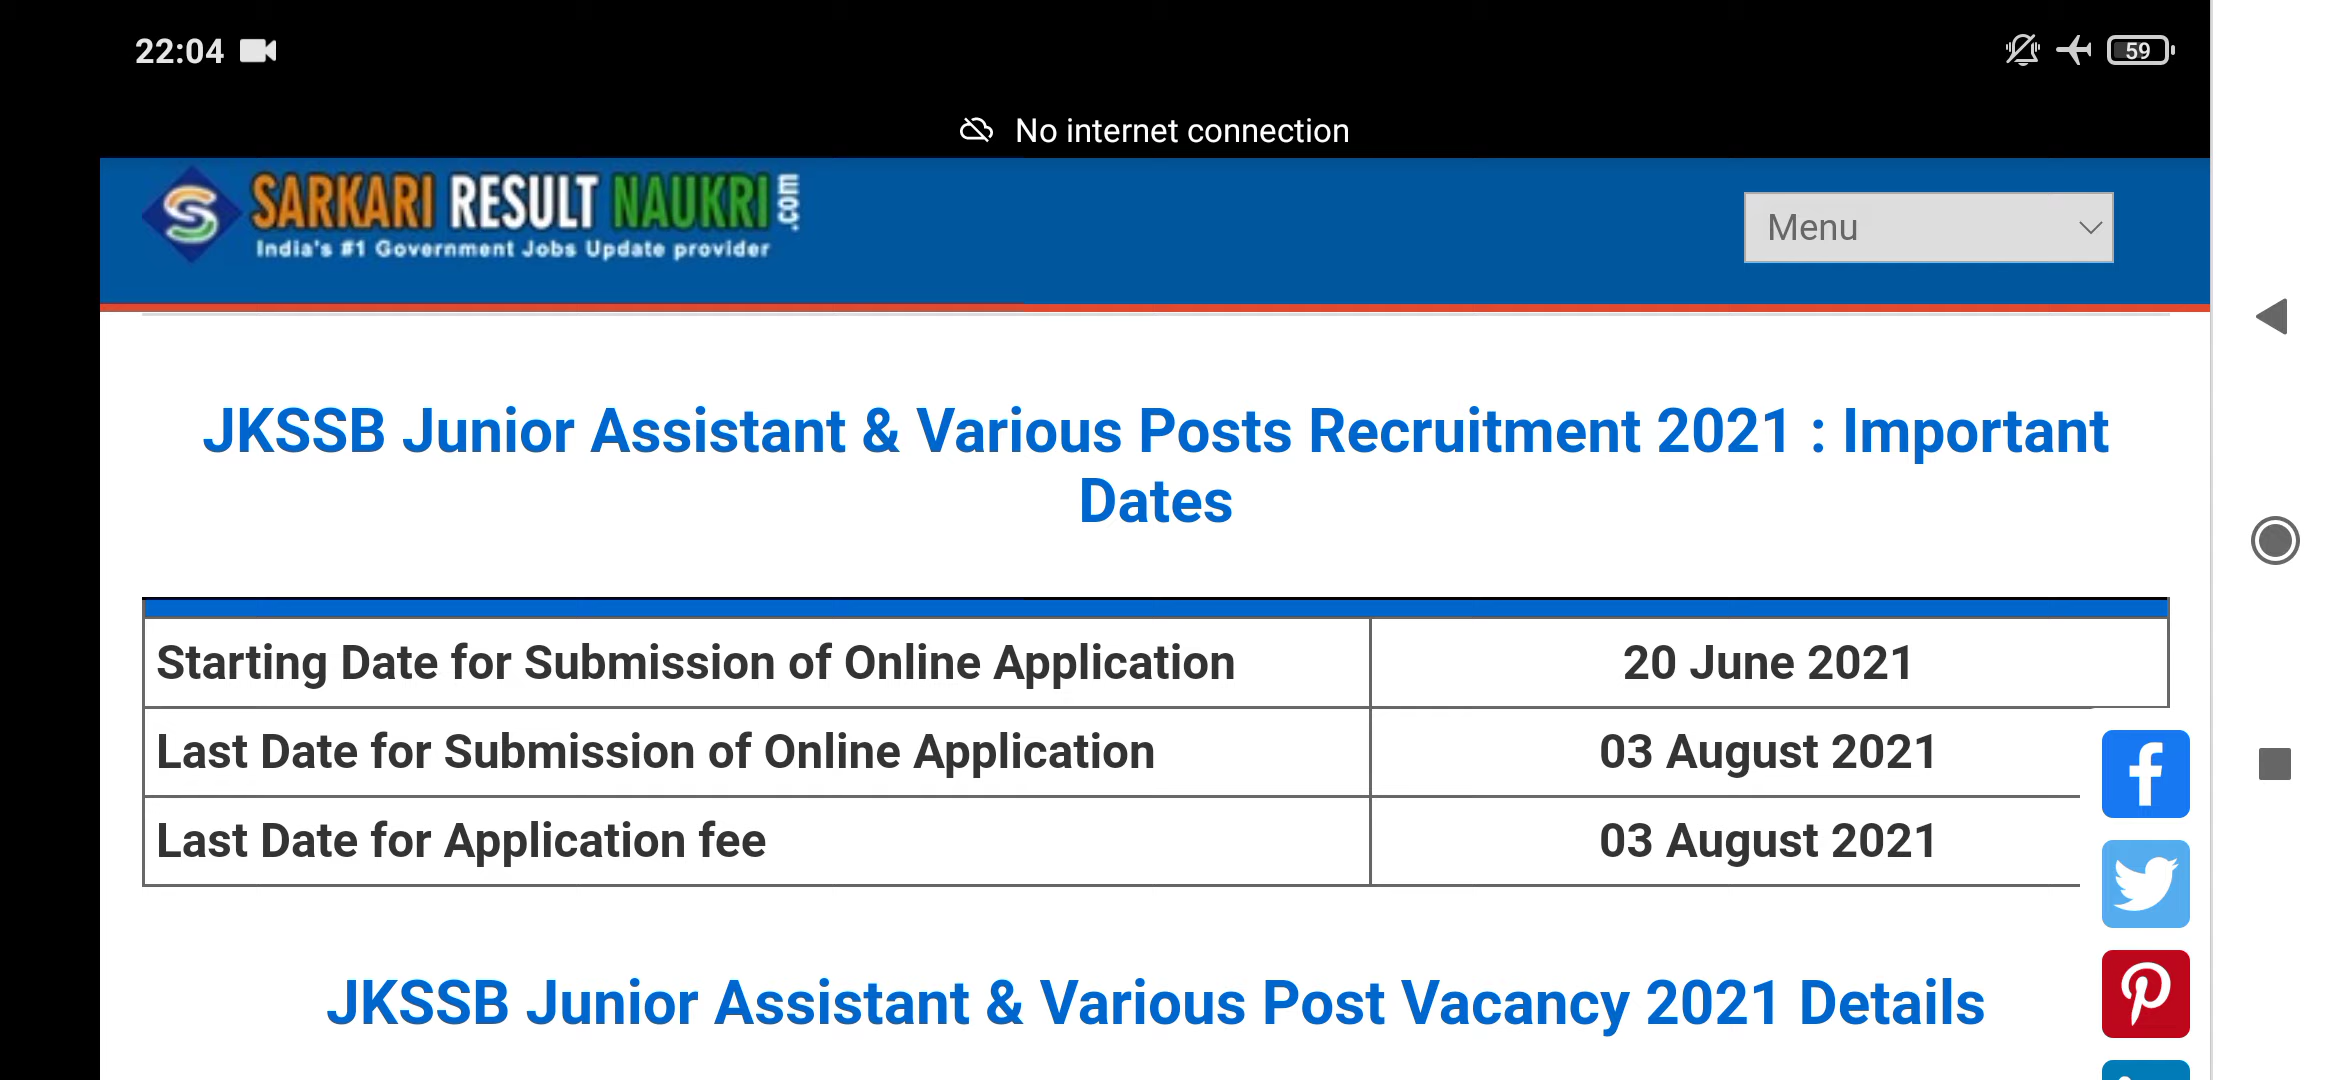 22:04
59
No internet connection
SARKARI RESULT NAUKRI.com
India's #1 Government Jobs Update provider
Menu
JKSSB Junior Assistant & Various Posts Recruitment 2021 : Important
Dates
Starting Date for Submission of Online Application 20 June 2021
Last Date for Submission of Online Application 03 August 2021
Last Date for Application fee 03 August 2021
JKSSB Junior Assistant & Various Post Vacancy 2021 Details